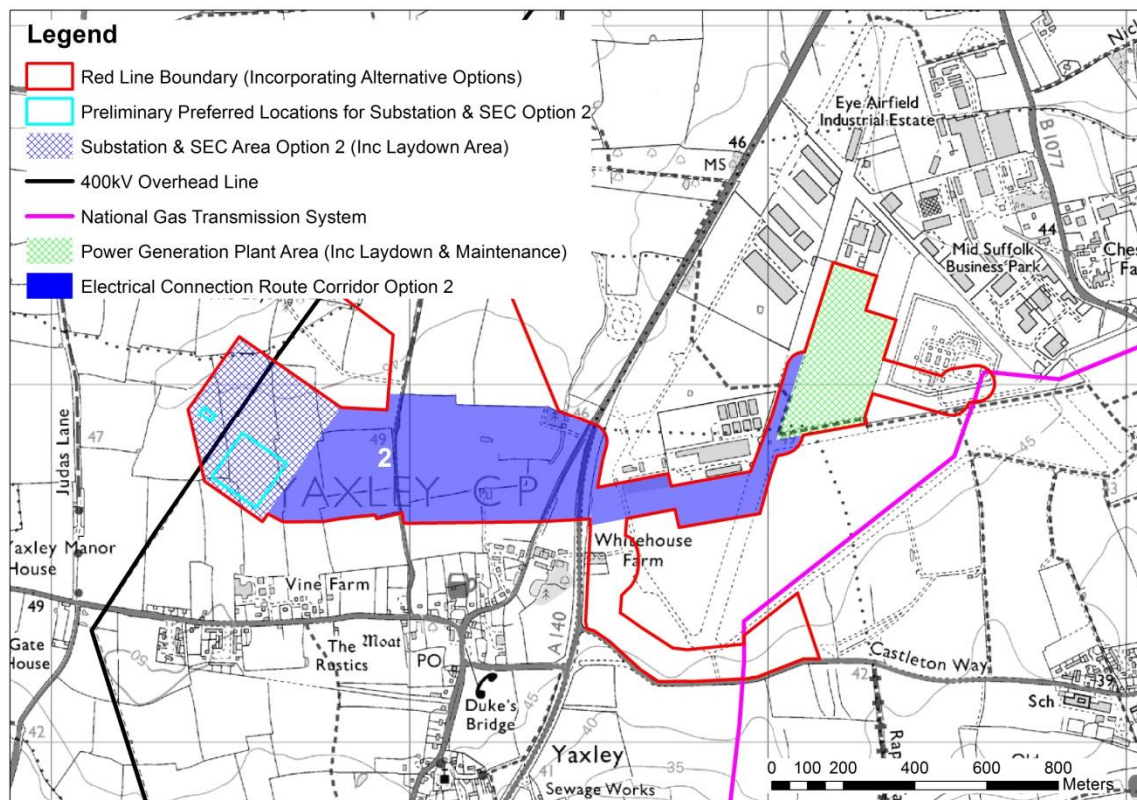 Legend
Red Line Boundary (Incorporating Alternative Options)
Preliminary Preferred Locations for Substation & SEC Option 2
Substation & SEC Area Option 2 (Inc Laydown Area)
400kV Overhead Line
National Gas Transmission System
Power Generation Plant Area (Inc Laydown & Maintenance)
Electrical Connection Route Corridor Option 2
Eye Airfield
Industrial Estate
B 1077
46
MS
44
Mid Suffolk
Business Park
46
49
2
47
Judas Lane
YAXLEY C P
45
Manor
House
Whitehouse
Farm
Vine Farm
49
A 140
Gate
House
The
Rustics
Moat
PO
50
Castleton Way
42
39
Sch
Duke's
Bridge
45
40
42
Yaxley
41
35
Sewage Works
0
200
400
600
800
Meters